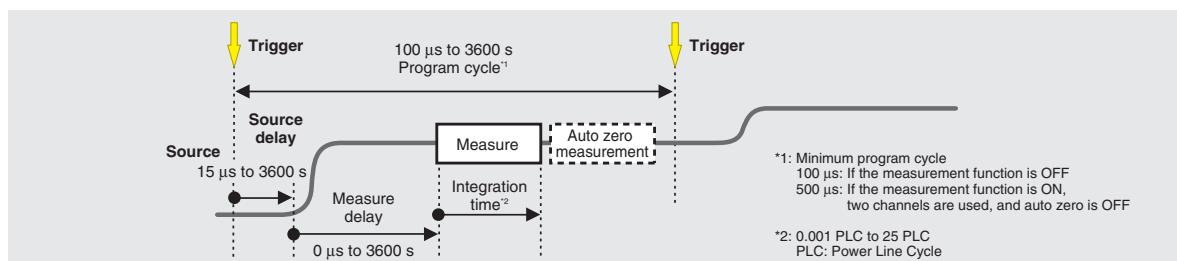 Trigger
100 µs to 3600 s
Program cycle*1
Trigger
Source
delay
Source
15 µs to 3600 s
Measure
Auto zero
measurement
Measure
delay
Integration
time*2
0 µs to 3600 s
*1: Minimum program cycle
100 µs: If the measurement function is OFF
500 µs: If the measurement function is ON,
two channels are used, and auto zero is OFF
*2: 0.001 PLC to 25 PLC
PLC: Power Line Cycle